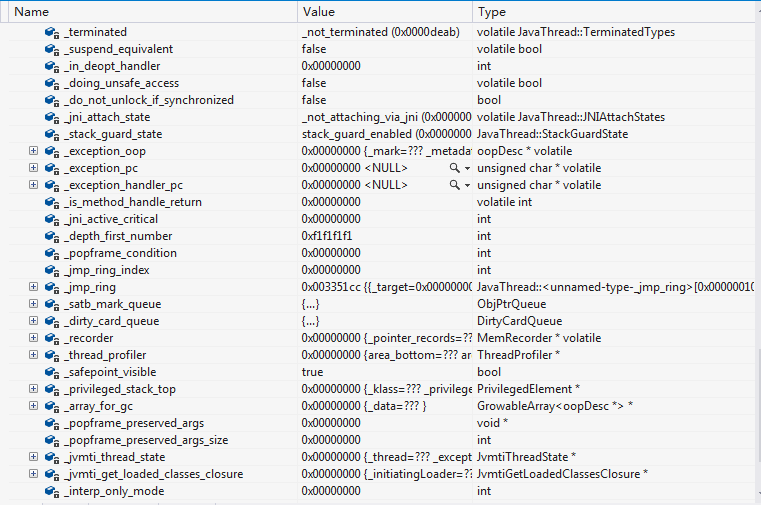 Name Value Type
_terminated _not_terminated (0x0000deab) volatile JavaThread::TerminatedTypes
_suspend_equivalent false volatile bool
_in_deopt_handler 0x00000000 int
_doing_unsafe_access false volatile bool
_do_not_unlock_if_synchronized false bool
_jni_attach_state _not_attaching_via_jni (0x000000 volatile JavaThread::JNIAttachStates
_stack_guard_state stack_guard_enabled (0x0000000 JavaThread::StackGuardState
_exception_oop 0x00000000 {_mark=??? _metadat oopDesc * volatile
_exception_pc 0x00000000 <NULL> unsigned char * volatile
_exception_handler_pc 0x00000000 <NULL> unsigned char * volatile
_is_method_handle_return 0x00000000 volatile int
_jni_active_critical 0x00000000 int
_depth_first_number 0xf1f1f1f1 int
_popframe_condition 0x00000000 int
_jmp_ring_index 0x00000000 int
_jmp_ring 0x003351cc {{_target=0x00000000 JavaThread::<unnamed-type-_jmp_ring>[0x00000010
_satb_mark_queue {...} ObjPtrQueue
_dirty_card_queue {...} DirtyCardQueue
_recorder 0x00000000 {_pointer_records=?? MemRecorder * volatile
_thread_profiler 0x00000000 {area_bottom=??? are ThreadProfiler *
_safepoint_visible true bool
_privileged_stack_top 0x00000000 {_klass=??? _privilege PrivilegedElement *
_array_for_gc 0x00000000 {_data=??? } GrowableArray<oopDesc *> *
_popframe_preserved_args 0x00000000 void *
_popframe_preserved_args_size 0x00000000 int
_jvmti_thread_state 0x00000000 {_thread=??? _except JvmtiThreadState *
_jvmti_get_loaded_classes_closure 0x00000000 {_initiatingLoader=?? JvmtiGetLoadedClassesClosure *
_interp_only_mode 0x00000000 int